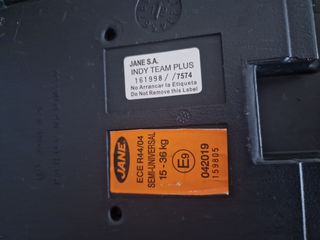 JANE S.A.
INDY TEAM PLUS
161998//7574
No Arrancar la Etiqueta
Do Not Remove this Label
JANE
ECE R44/04
SEMI-UNIVERSAL
15 - 36 kg
E9
042019
159805